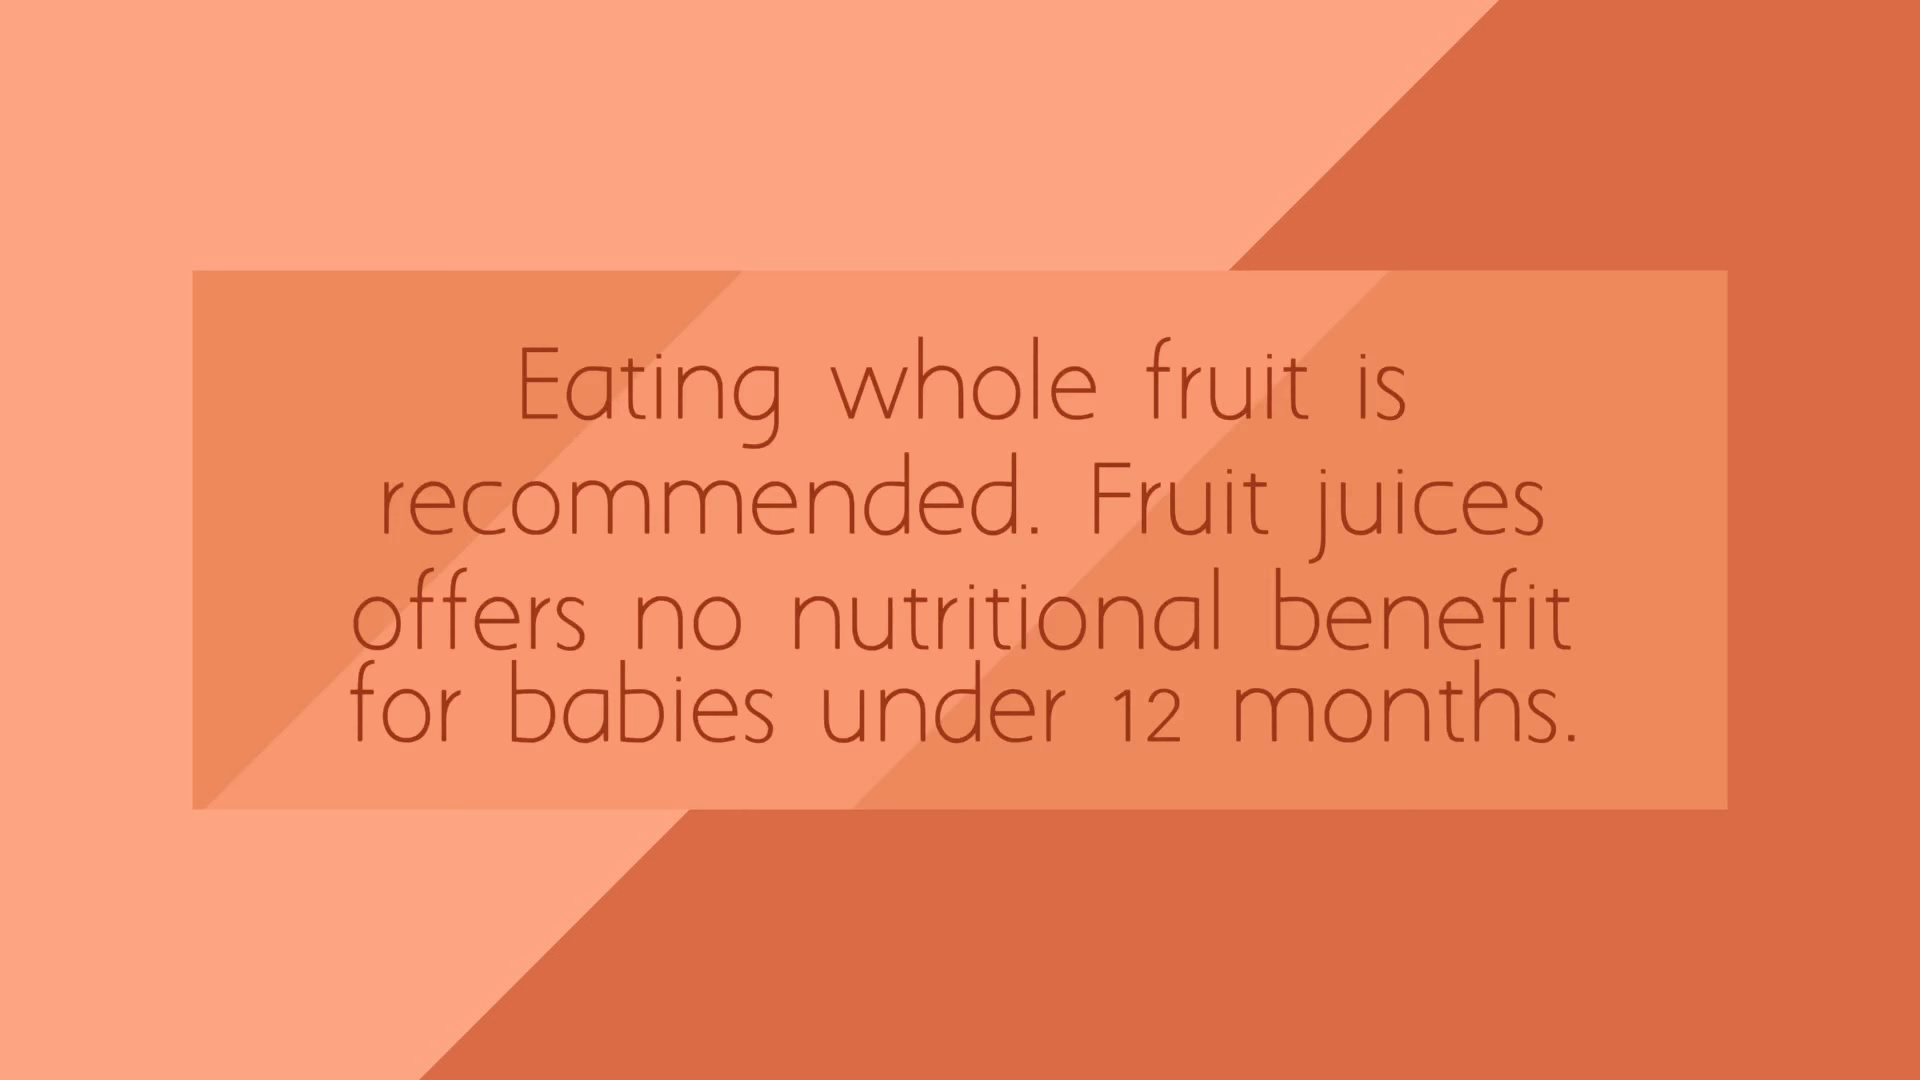 Eating whole fruit is
recommended. Fruit juices
offers no nutritional benefit
for babies under 12 months.